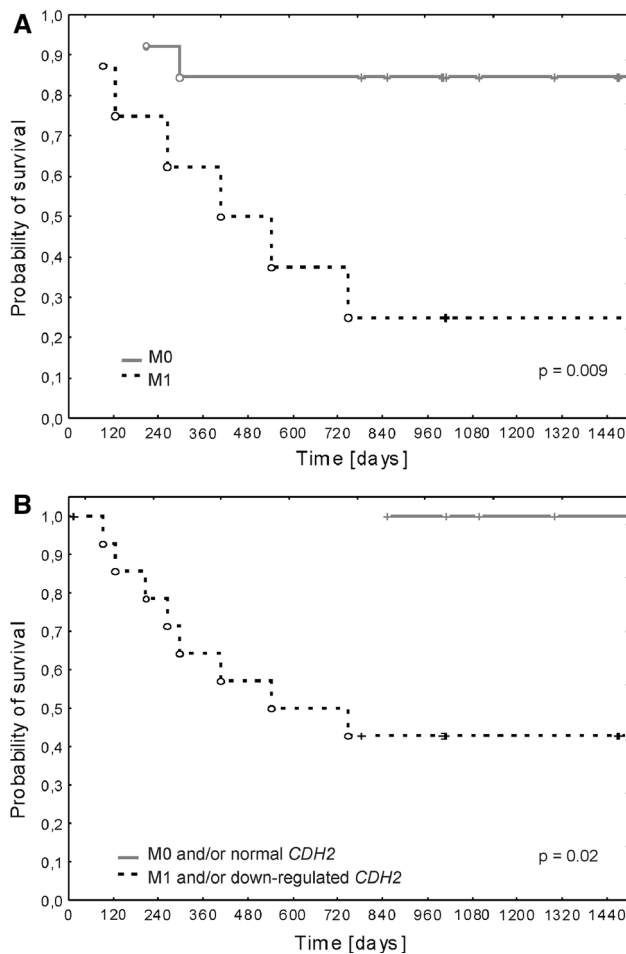 A
1,0
0,9
0,8
0,7
0,6
0,5
0,4
0,3
0,2
0,1
0,0
Probability of survival
M0
M1
p = 0.009
0 120 240 360 480 600 720 840 960 1080 1200 1320 1440
Time [days]
B
1,0
0,9
0,8
0,7
0,6
0,5
0,4
0,3
0,2
0,1
0,0
Probability of survival
M0 and/or normal CDH2
M1 and/or down-regulated CDH2
p = 0.02
0 120 240 360 480 600 720 840 960 1080 1200 1320 1440
Time [days]